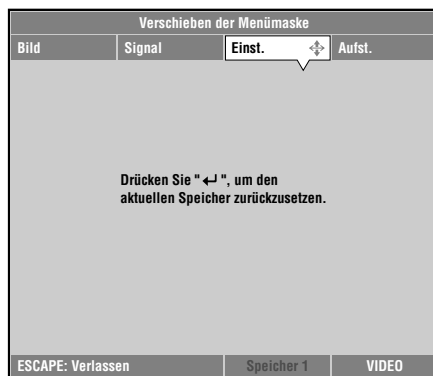 Verschieben der Menümaske
Bild Signal Einst. Aufst.
Drücken Sie "↵", um den
aktuellen Speicher zurückzusetzen.
ESCAPE: Verlassen Speicher 1 VIDEO